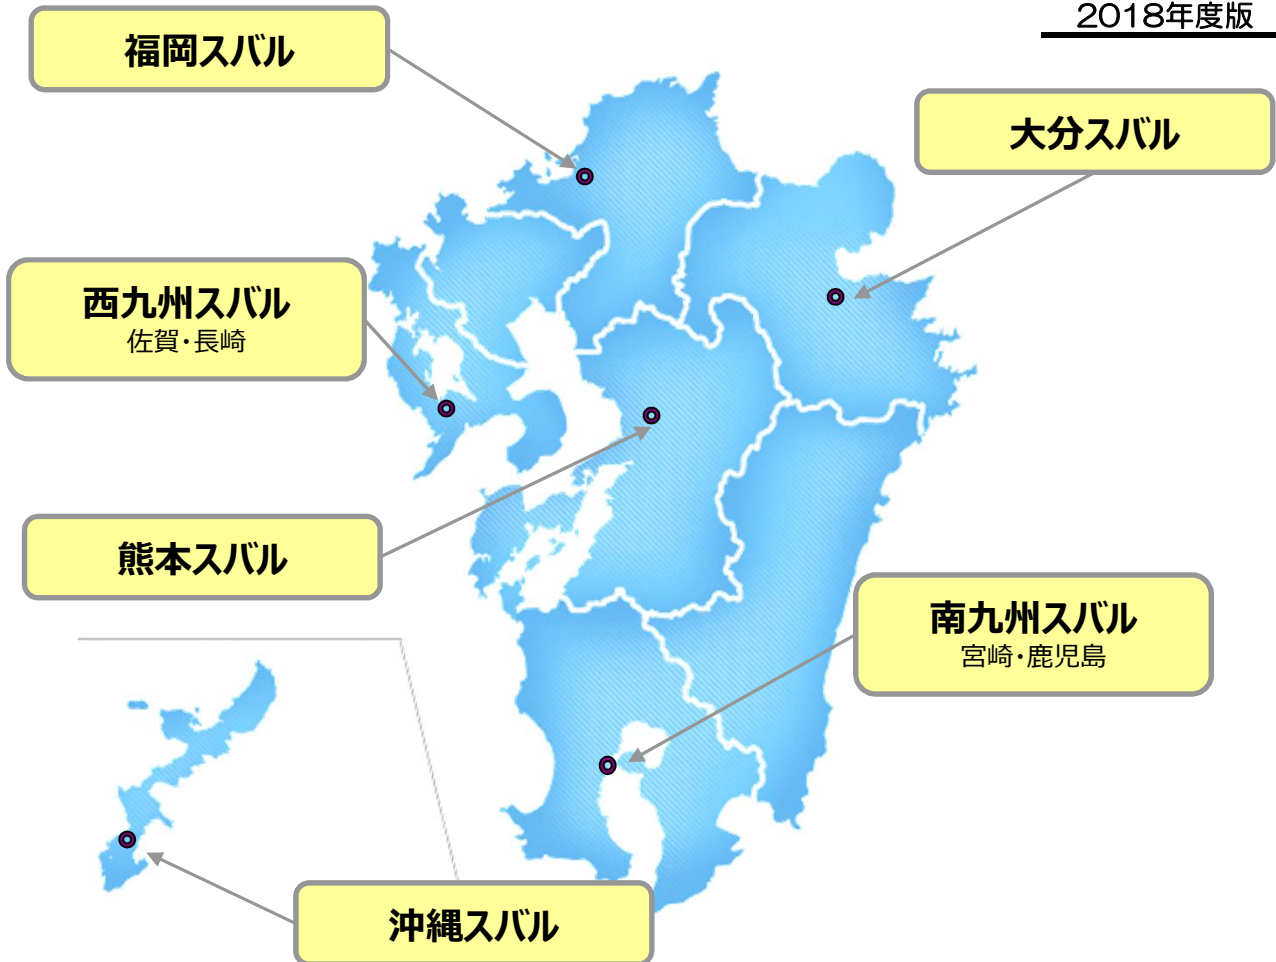 2018年度版
福岡スバル
大分スバル
西九州スバル
佐賀・長崎
熊本スバル
南九州スバル
宮崎・鹿児島
沖縄スバル